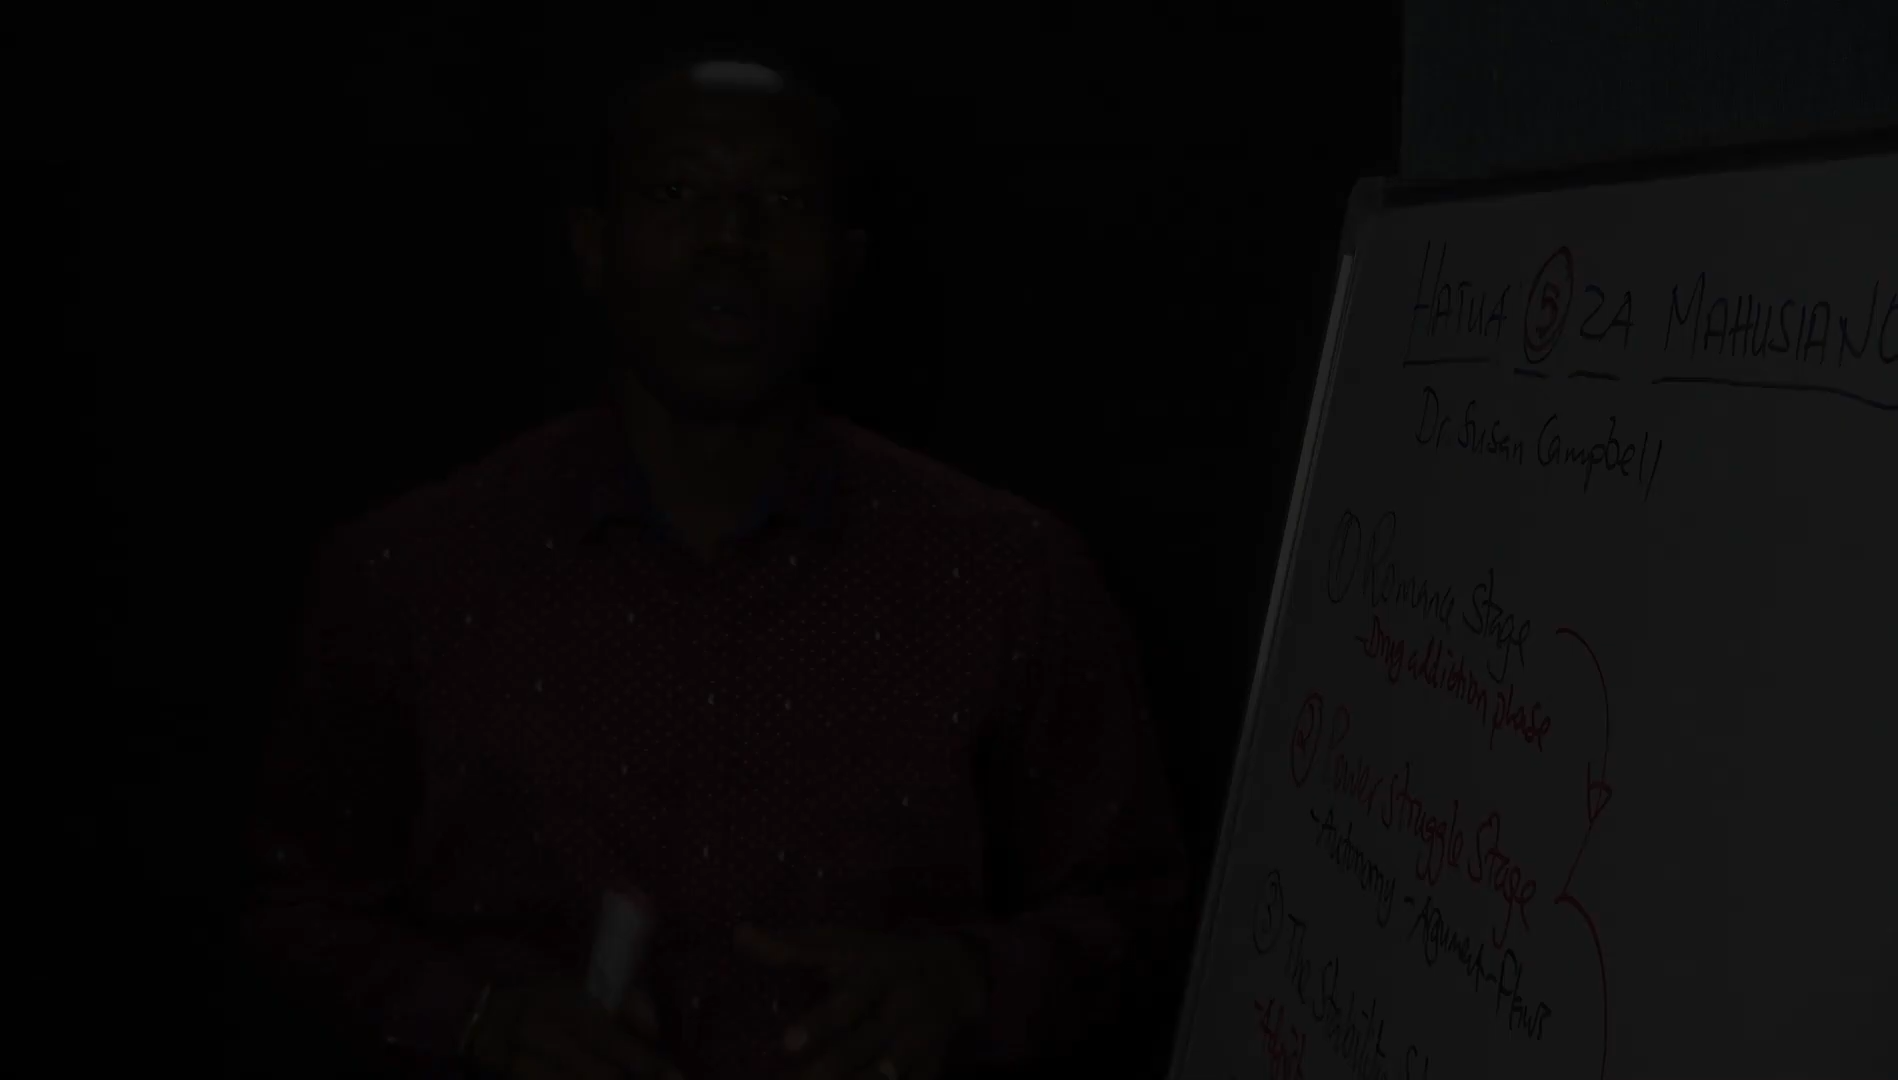 HATUA 5 ZA MAHUSIANO
Dr Susan Campbell
① Romance Stage
-Drug addiction phase
② Power struggle Stage
-Autonomy -Argument -
③ The Stability